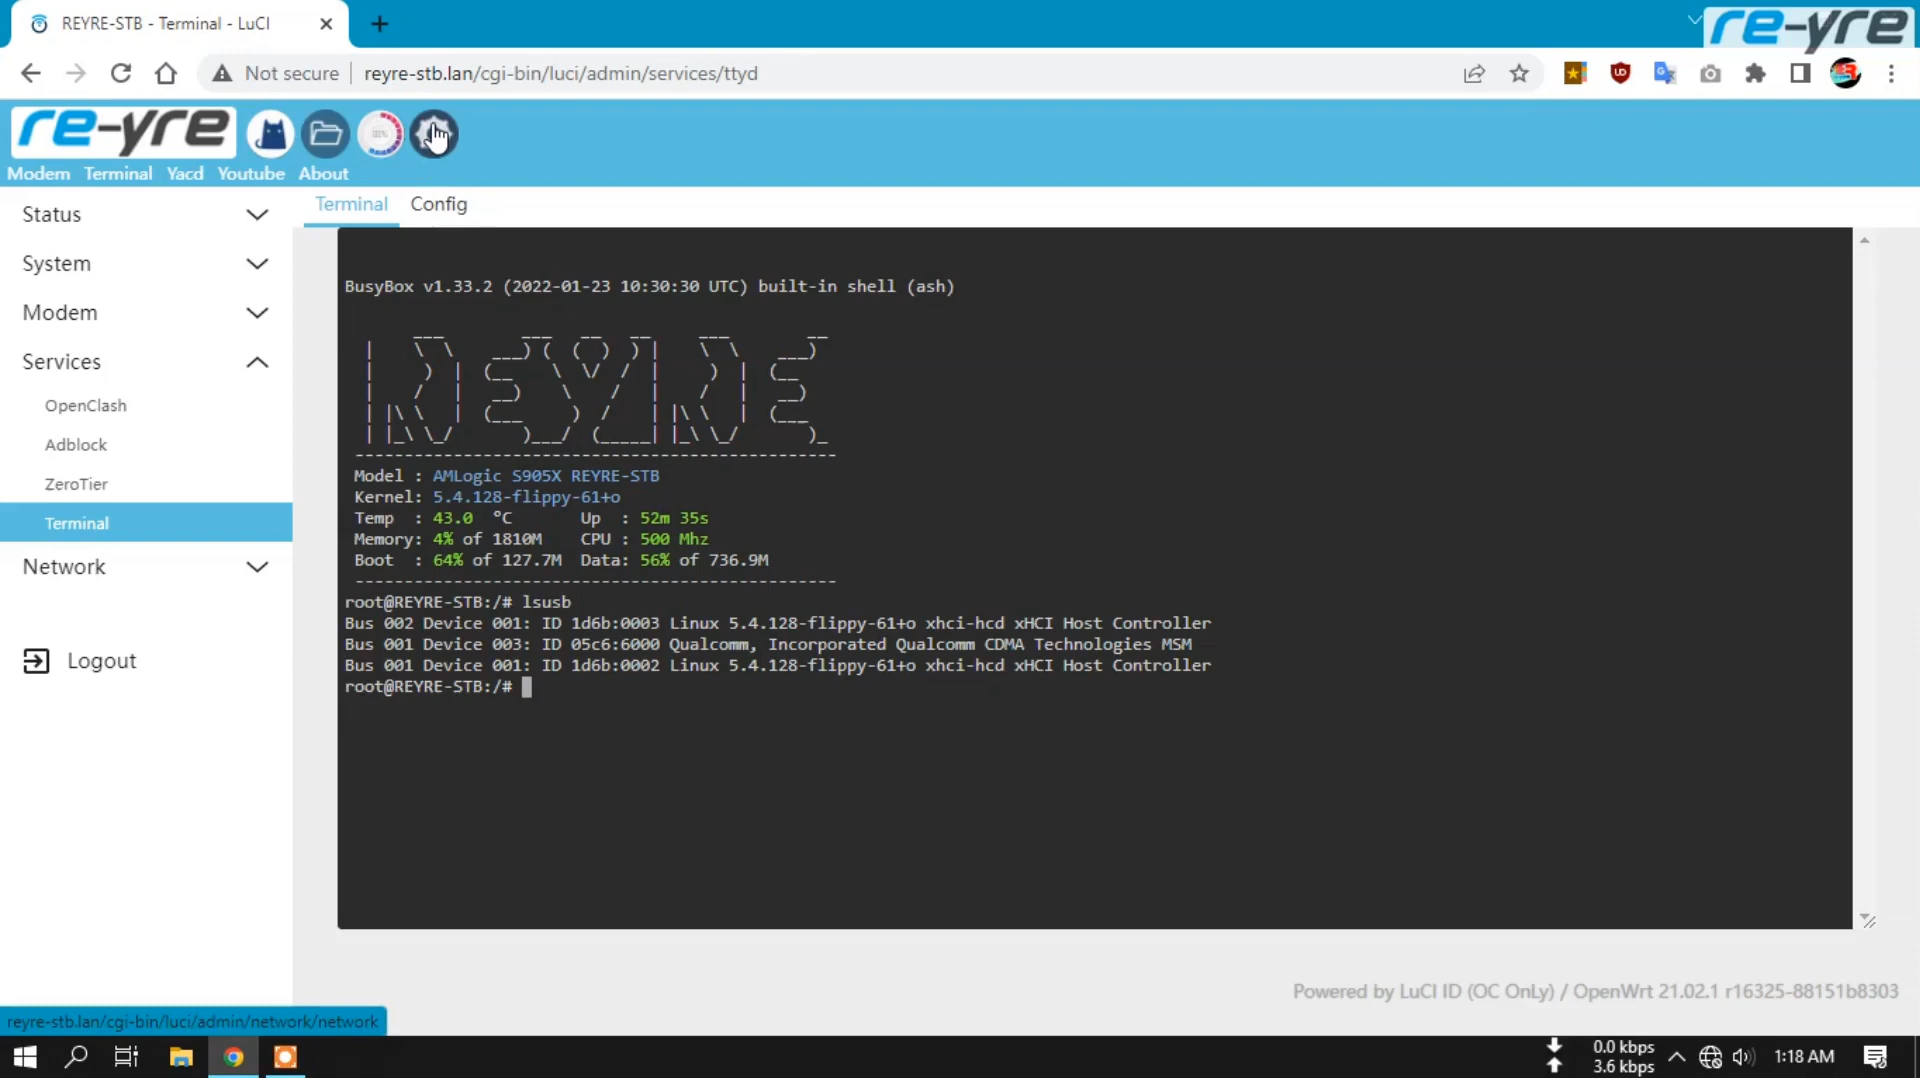 REYRE-STB - Terminal - LuCI
re-yre
Not secure
reyre-stb.lan/cgi-bin/luci/admin/services/ttyd
re-yre
Modem Terminal Yacd Youtube About
Status
System
Modem
Services
OpenClash
Adblock
ZeroTier
Terminal
Network
Logout
Terminal Config
BusyBox v1.33.2 (2022-01-23 10:30:30 UTC) built-in shell (ash)
REYRE
Model : AMLogic S905X REYRE-STB
Kernel: 5.4.128-flippy-61+o
Temp : 43.0 °C Up : 52m 35s
Memory: 4% of 1810M CPU : 500 Mhz
Boot : 64% of 127.7M Data: 56% of 736.9M
root@REYRE-STB:/# lsusb
Bus 002 Device 001: ID 1d6b:0003 Linux 5.4.128-flippy-61+o xhci-hcd xHCI Host Controller
Bus 001 Device 003: ID 05c6:6000 Qualcomm, Incorporated Qualcomm CDMA Technologies MSM
Bus 001 Device 001: ID 1d6b:0002 Linux 5.4.128-flippy-61+o xhci-hcd xHCI Host Controller
root@REYRE-STB:/#
Powered by LuCI ID (OC OnLy) / OpenWrt 21.02.1 r16325-88151b8303
reyre-stb.lan/cgi-bin/luci/admin/network/network
0.0 kbps
3.6 kbps
1:18 AM